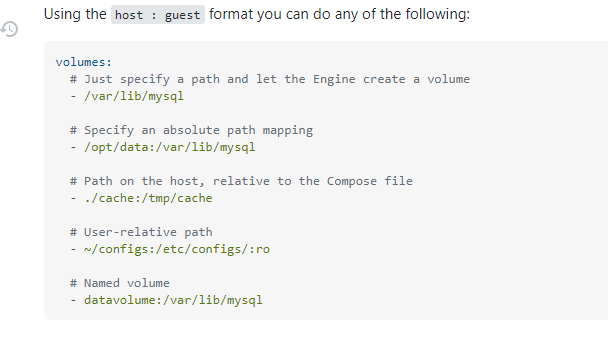 Using the host : guest format you can do any of the following:
volumes:
  # Just specify a path and let the Engine create a volume
  - /var/lib/mysql

  # Specify an absolute path mapping
  - /opt/data:/var/lib/mysql

  # Path on the host, relative to the Compose file
  - ./cache:/tmp/cache

  # User-relative path
  - ~/configs:/etc/configs/:ro

  # Named volume
  - datavolume:/var/lib/mysql